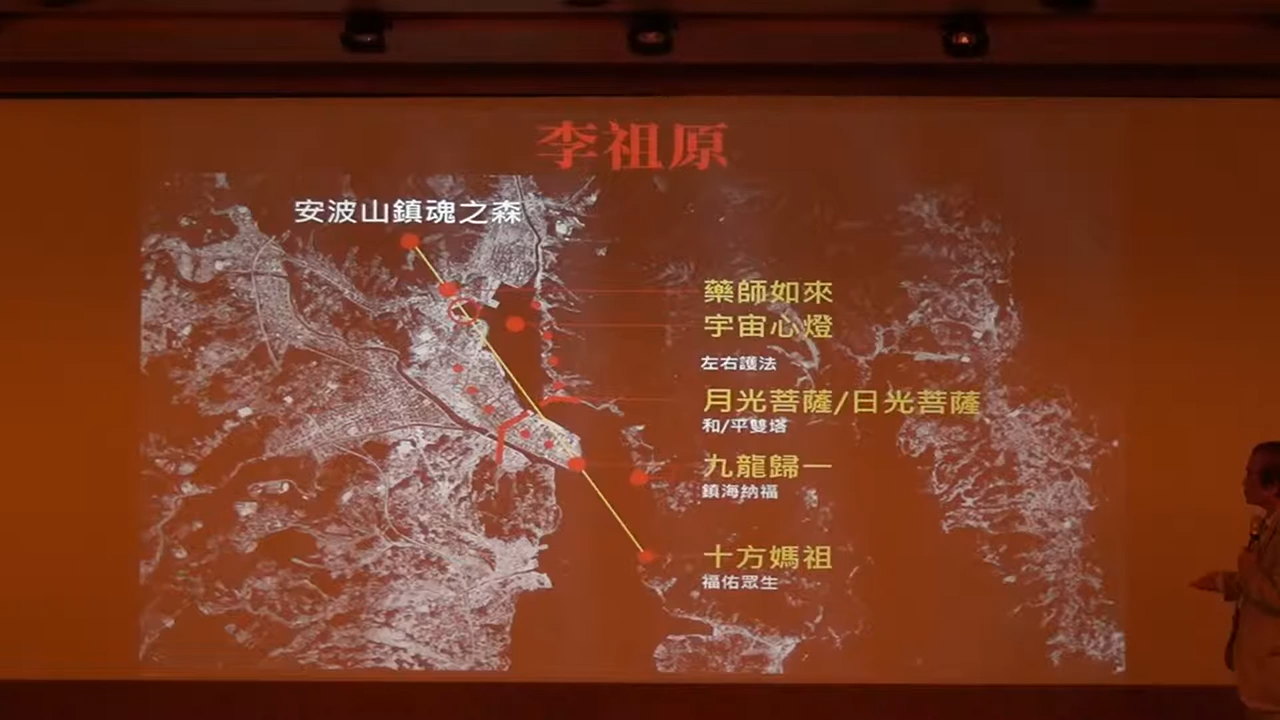 李祖原
安波山鎮魂之森
藥師如來
宇宙心燈
左右護法
月光菩薩/日光菩薩
和/平雙塔
九龍歸一
鎮海納福
十方媽祖
福佑眾生